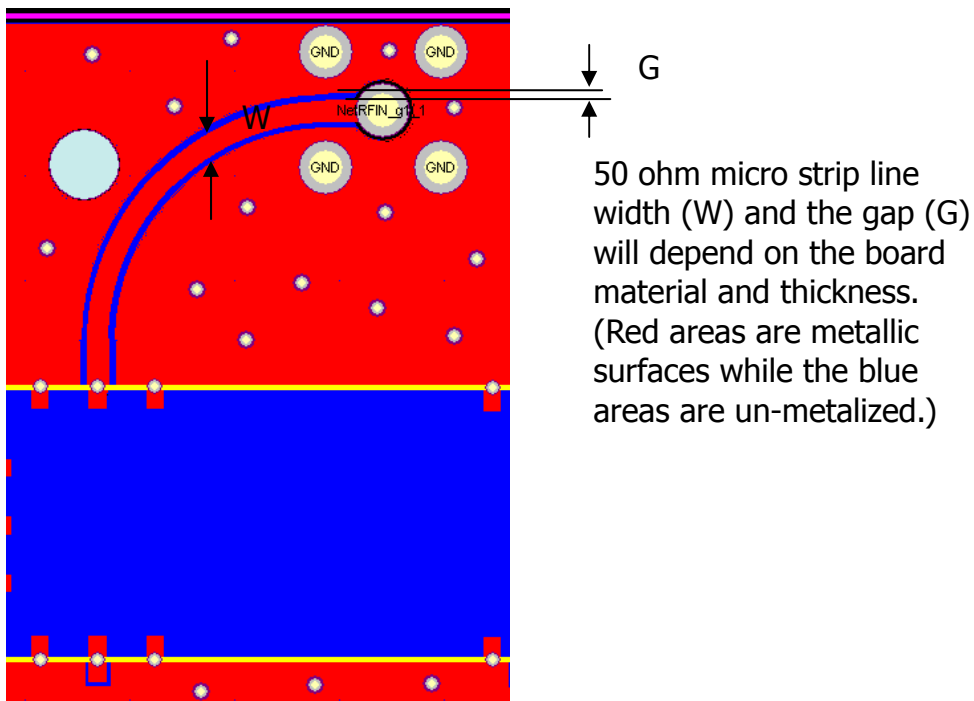 GND
GND
G
W
GND
GND
50 ohm micro strip line
width (W) and the gap (G)
will depend on the board
material and thickness.
(Red areas are metallic
surfaces while the blue
areas are un-metalized.)